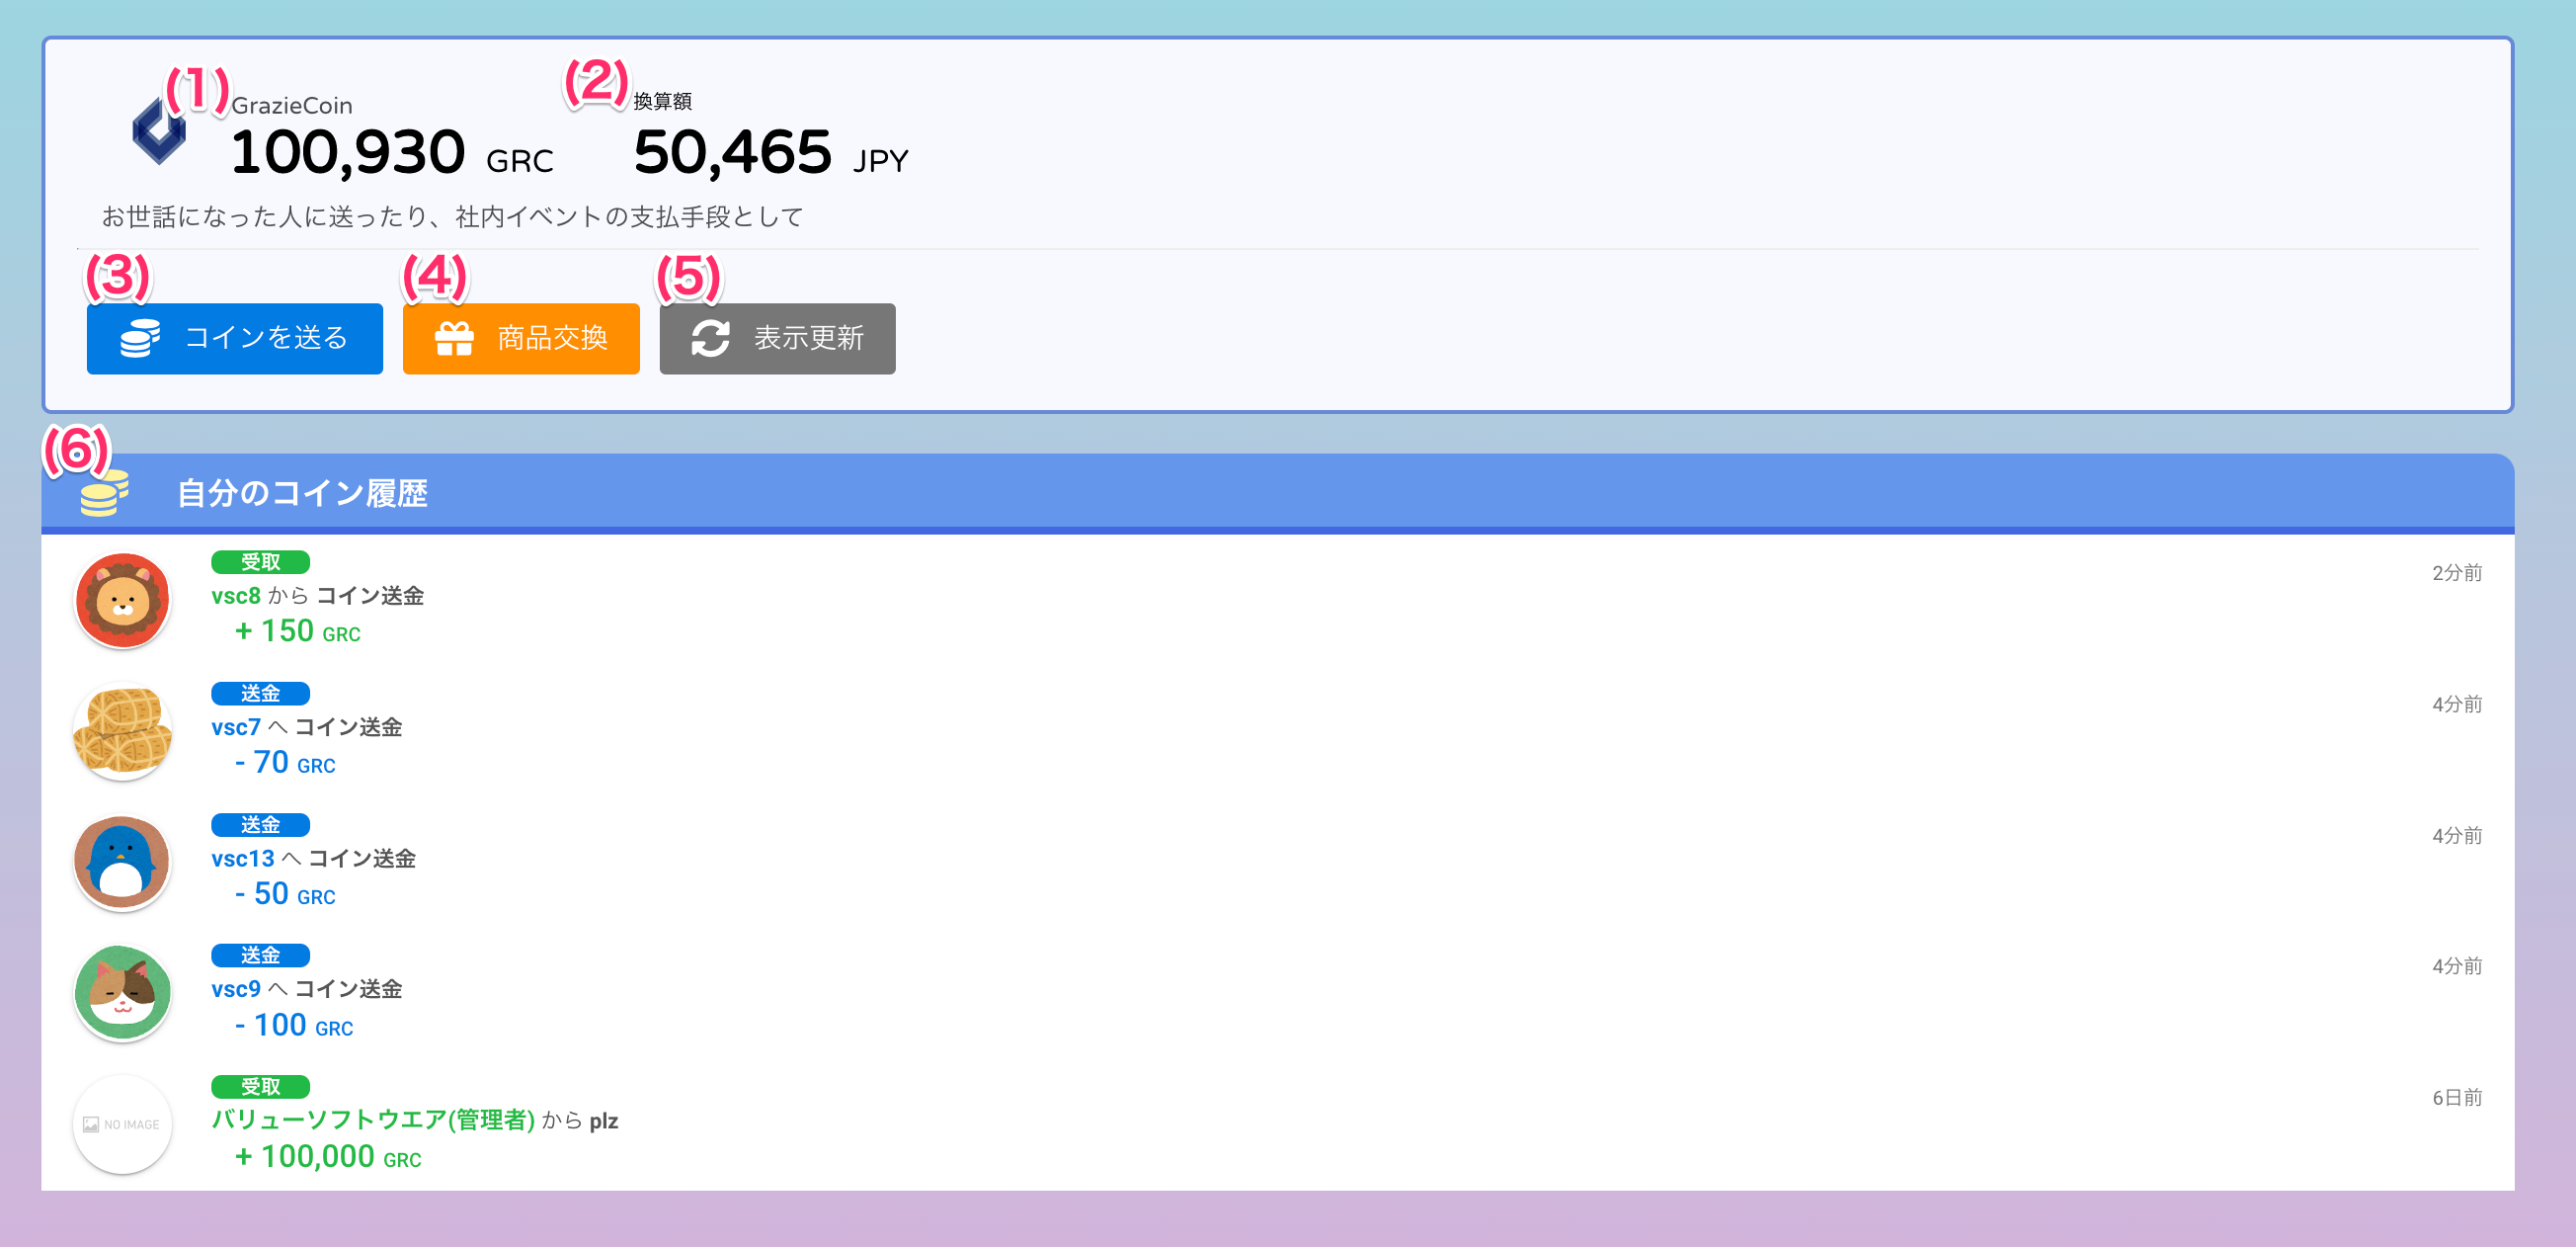 (1) GrazieCoin
100,930 GRC
(2) 換算額
50,465 JPY
お世話になった人に送ったり、社内イベントの支払手段として
(3) コインを送る
(4) 商品交換
(5) 表示更新
(6) 自分のコイン履歴
受取
2分前
vsc8 から コイン送金
+ 150 GRC
送金
4分前
vsc7 へ コイン送金
- 70 GRC
送金
4分前
vsc13 へ コイン送金
- 50 GRC
送金
4分前
vsc9 へ コイン送金
- 100 GRC
受取
6日前
NO IMAGE
バリューソフトウエア(管理者) から plz
+ 100,000 GRC